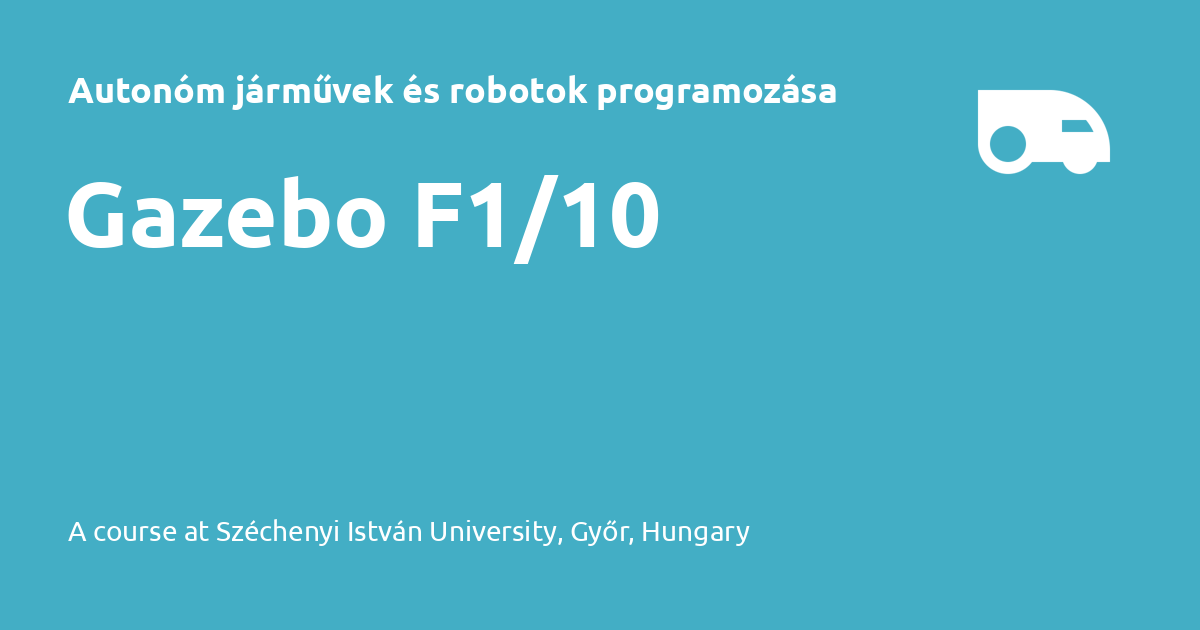 Autonóm járművek és robotok programozása
Gazebo F1/10
A course at Széchenyi István University, Győr, Hungary